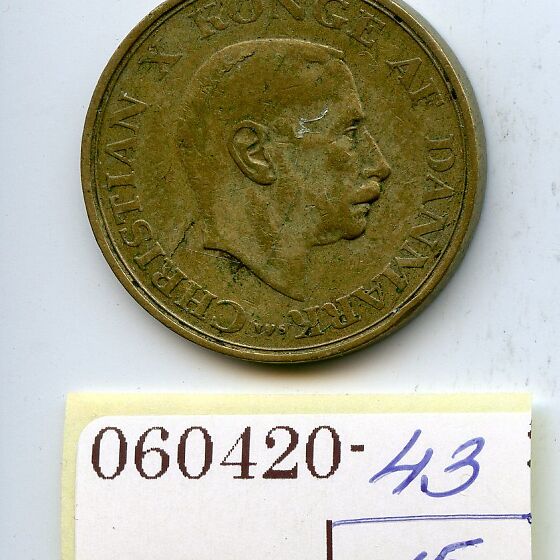 CHRISTIAN X KONGE AF DANMARK
060420-43